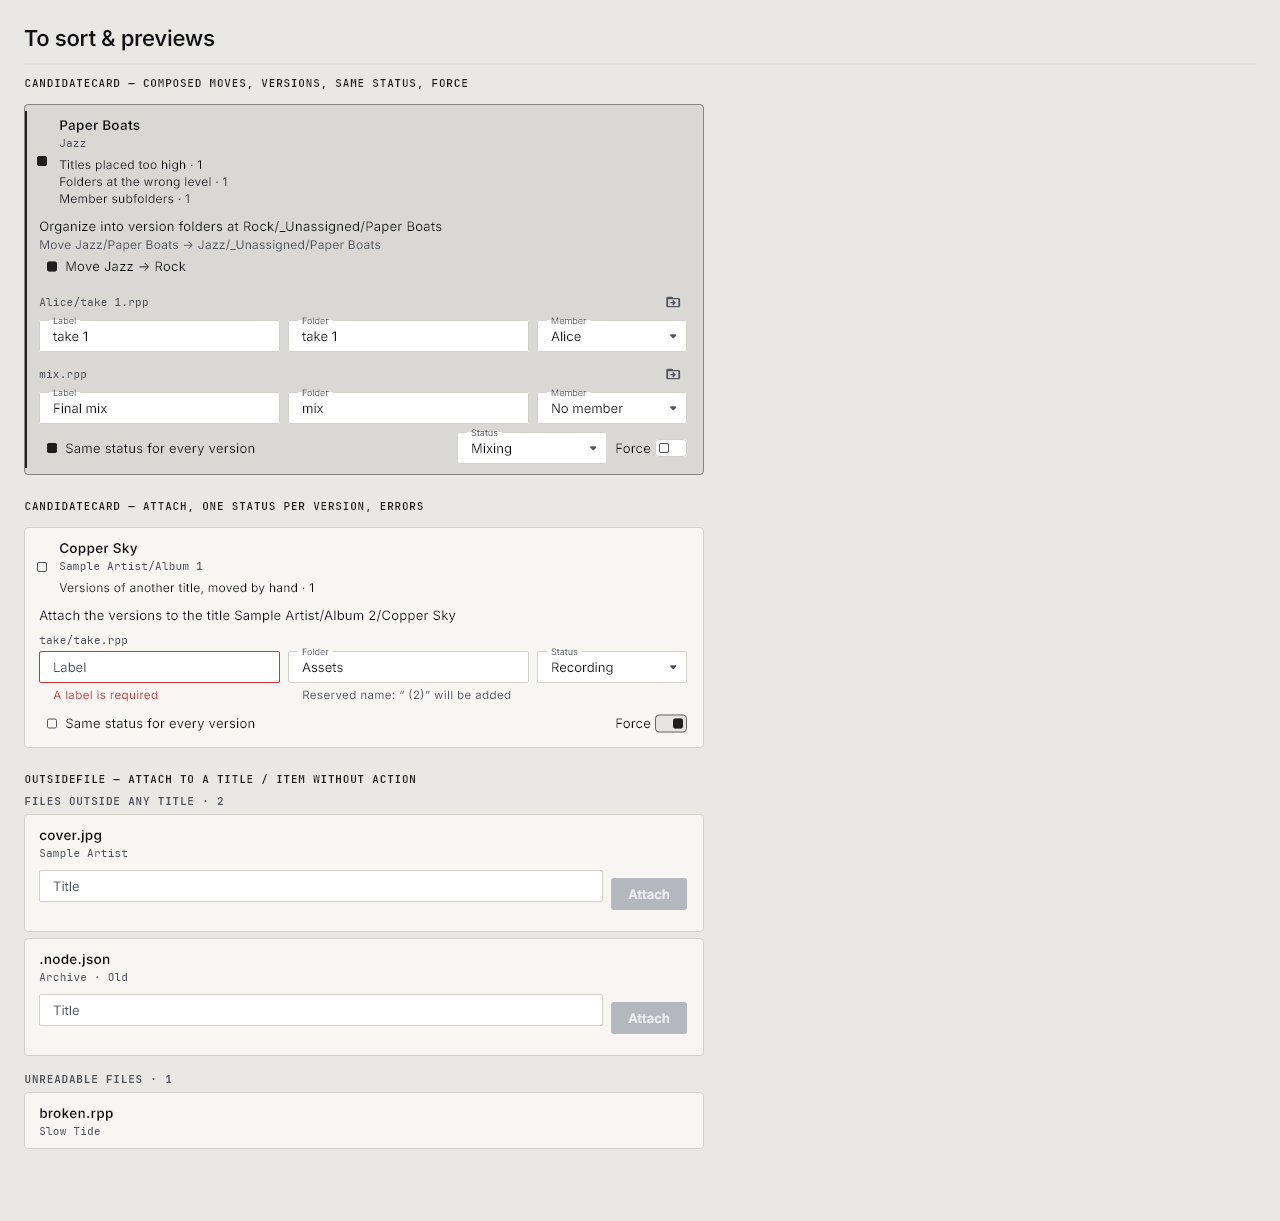 To sort & previews
CANDIDATECARD — COMPOSED MOVES, VERSIONS, SAME STATUS, FORCE
Paper Boats
Jazz
Titles placed too high · 1
Folders at the wrong level · 1
Member subfolders · 1
Organize into version folders at Rock/_Unassigned/Paper Boats
Move Jazz/Paper Boats → Jazz/_Unassigned/Paper Boats
Move Jazz → Rock
Alice/take 1.rpp
Label Folder Member
take 1 take 1 Alice
mix.rpp
Label Folder Member
Final mix mix No member
Status
Same status for every version Mixing Force
CANDIDATECARD — ATTACH, ONE STATUS PER VERSION, ERRORS
Copper Sky
Sample Artist/Album 1
Versions of another title, moved by hand · 1
Attach the versions to the title Sample Artist/Album 2/Copper Sky
take/take.rpp
Folder Status
Label Assets Recording
A label is required Reserved name: “ (2)” will be added
Same status for every version Force
OUTSIDEFILE — ATTACH TO A TITLE / ITEM WITHOUT ACTION
FILES OUTSIDE ANY TITLE · 2
cover.jpg
Sample Artist
Title Attach
.node.json
Archive · Old
Title Attach
UNREADABLE FILES · 1
broken.rpp
Slow Tide